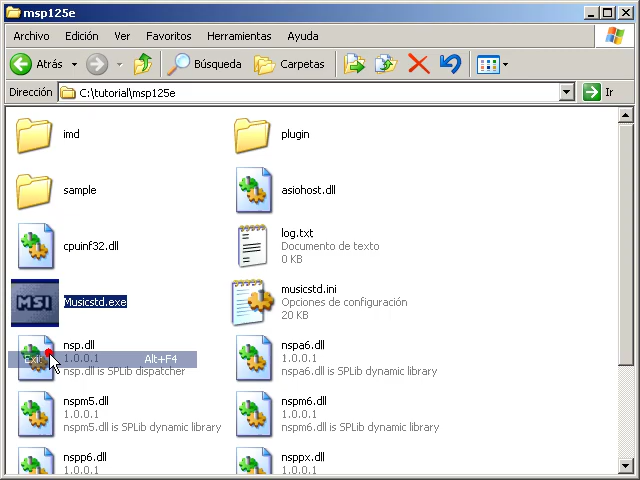 msp125e
Archivo Edición Ver Favoritos Herramientas Ayuda
Atrás Búsqueda Carpetas
Dirección C:\tutorial\msp125e Ir
imd
plugin
sample
asiohost.dll
cpuinf32.dll
log.txt
Documento de texto
0 KB
MSI
Musicstd.exe
musicstd.ini
Opciones de configuración
20 KB
nsp.dll
1.0.0.1
nsp.dll is SPLib dispatcher
Exit Alt+F4
nspa6.dll
1.0.0.1
nspa6.dll is SPLib dynamic library
nspm5.dll
1.0.0.1
nspm5.dll is SPLib dynamic library
nspm6.dll
1.0.0.1
nspm6.dll is SPLib dynamic library
nspp6.dll
1.0.0.1
nsppx.dll
1.0.0.1